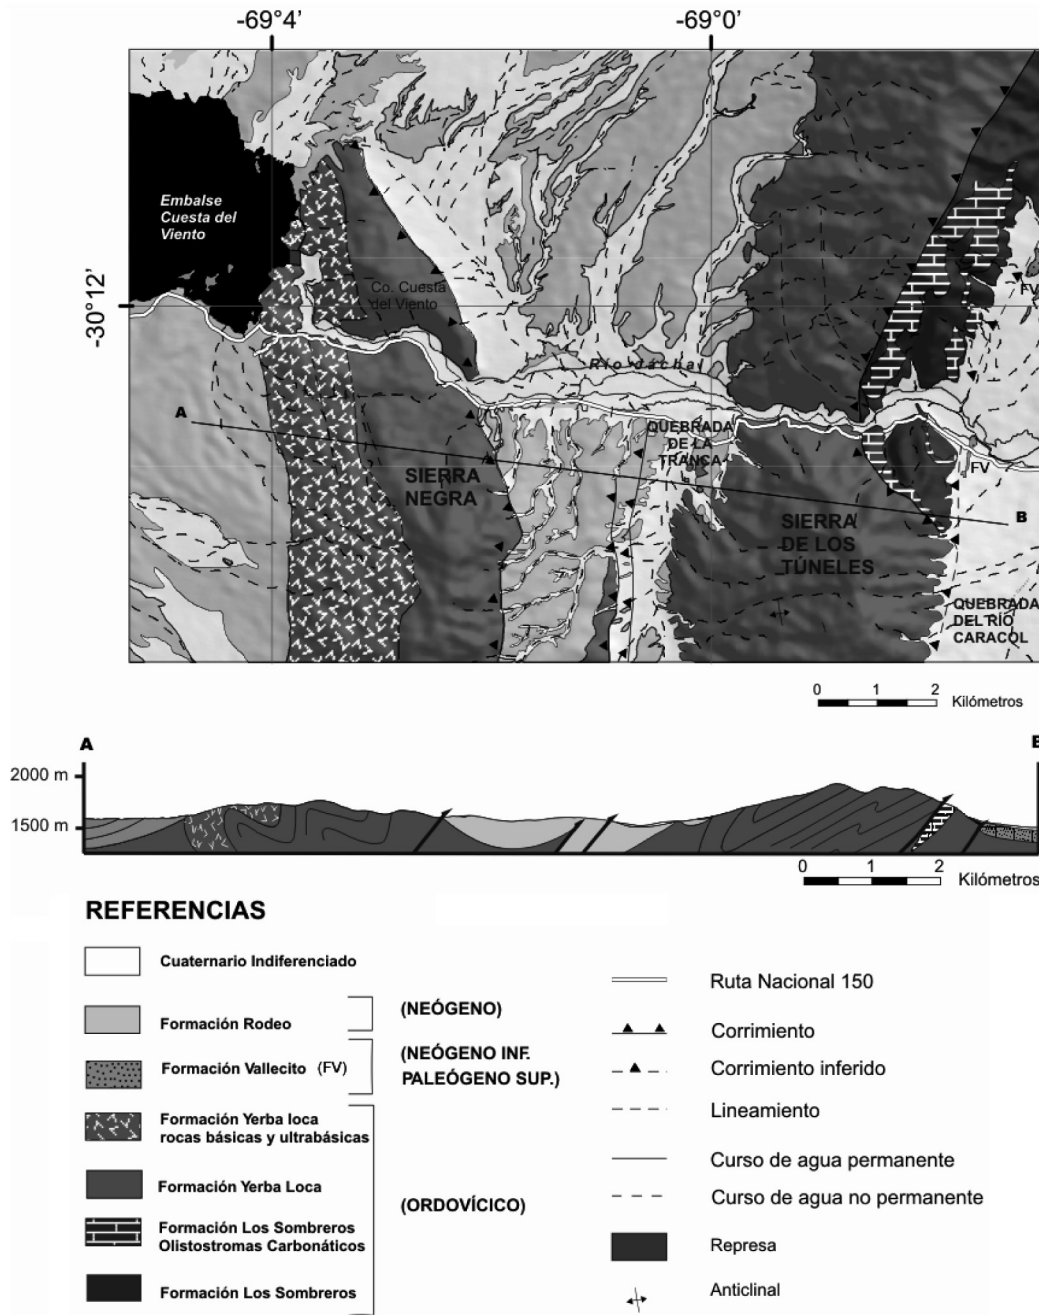 -69°4'
-69°0'
Embalse
Cuesta del
Viento
-30°12'
Co. Cuesta
del Viento
FV
Río Jáchal
A
QUEBRADA
DE LA
TRANCA
SIERRA
NEGRA
FV
SIERRA
DE LOS
TÚNELES
B
QUEBRADA
DEL RÍO
CARACOL
0 1 2
Kilómetros
A
B
2000 m
1500 m
0 1 2
Kilómetros
REFERENCIAS
Cuaternario Indiferenciado
Formación Rodeo
(NEÓGENO)
Formación Vallecito (FV)
(NEÓGENO INF.
PALEÓGENO SUP.)
Formación Yerba loca
rocas básicas y ultrabásicas
Formación Yerba Loca
Formación Los Sombreros
Olistostromas Carbonáticos
Formación Los Sombreros
(ORDOVÍCICO)
Ruta Nacional 150
Corrimiento
Corrimiento inferido
Lineamiento
Curso de agua permanente
Curso de agua no permanente
Represa
Anticlinal